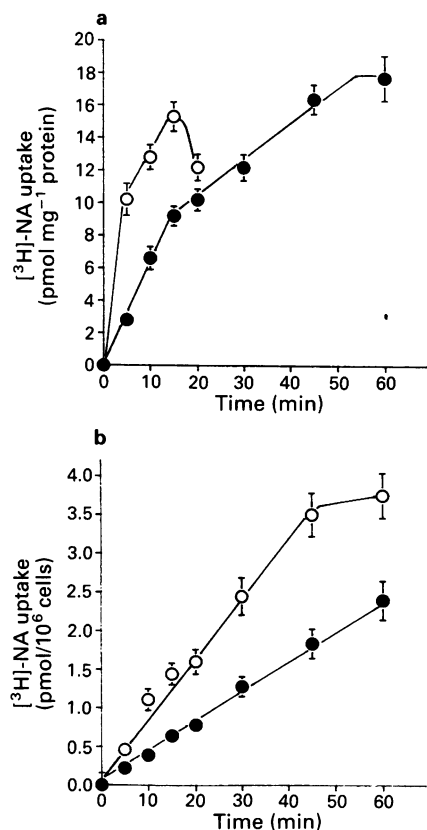 a
[³H]-NA uptake
(pmol mg⁻¹ protein)
20
18
16
14
12
10
8
6
4
2
0
0 10 20 30 40 50 60
Time (min)
b
[³H]-NA uptake
(pmol/10⁶ cells)
4.0
3.5
3.0
2.5
2.0
1.5
1.0
0.5
0.0
0 10 20 30 40 50 60
Time (min)